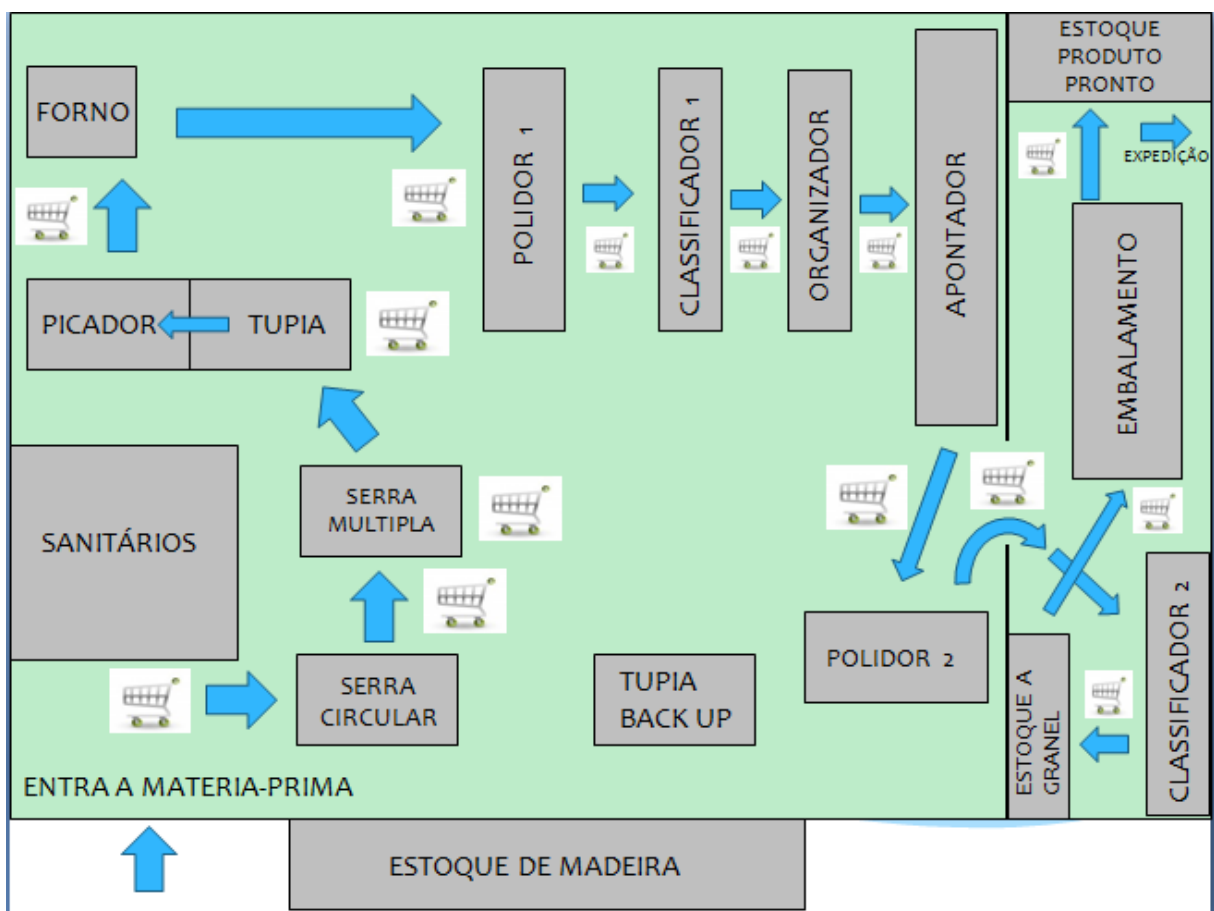 ESTOQUE
PRODUTO
PRONTO
FORNO
POLIDOR 1
CLASSIFICADOR 1
ORGANIZADOR
APONTADOR
EXPEDIÇÃO
EMBALAMENTO
PICADOR
TUPIA
SERRA
MULTIPLA
SANITÁRIOS
SERRA
CIRCULAR
TUPIA
BACK UP
POLIDOR 2
ESTOQUE A
GRANEL
CLASSIFICADOR 2
ENTRA A MATERIA-PRIMA
ESTOQUE DE MADEIRA